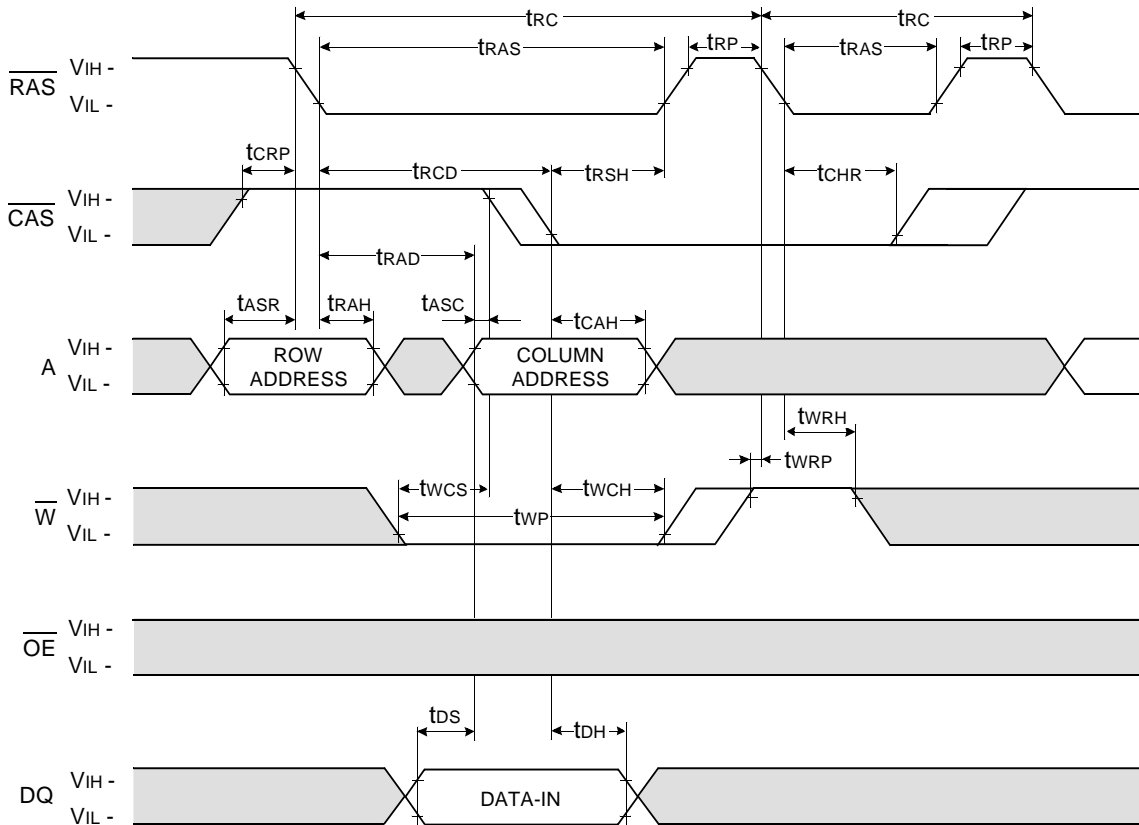 tRC tRC
tRAS tRP tRAS tRP
RAS VIH -
VIL -
tCRP tRCD tRSH tCHR
CAS VIH -
VIL -
tRAD
tASR tRAH tASC tCAH
A VIH -
VIL -
ROW ADDRESS
COLUMN ADDRESS
tWRH
tWRP
tWCS tWCH
tWP
W VIH -
VIL -
OE VIH -
VIL -
tDS tDH
DQ VIH -
VIL -
DATA-IN